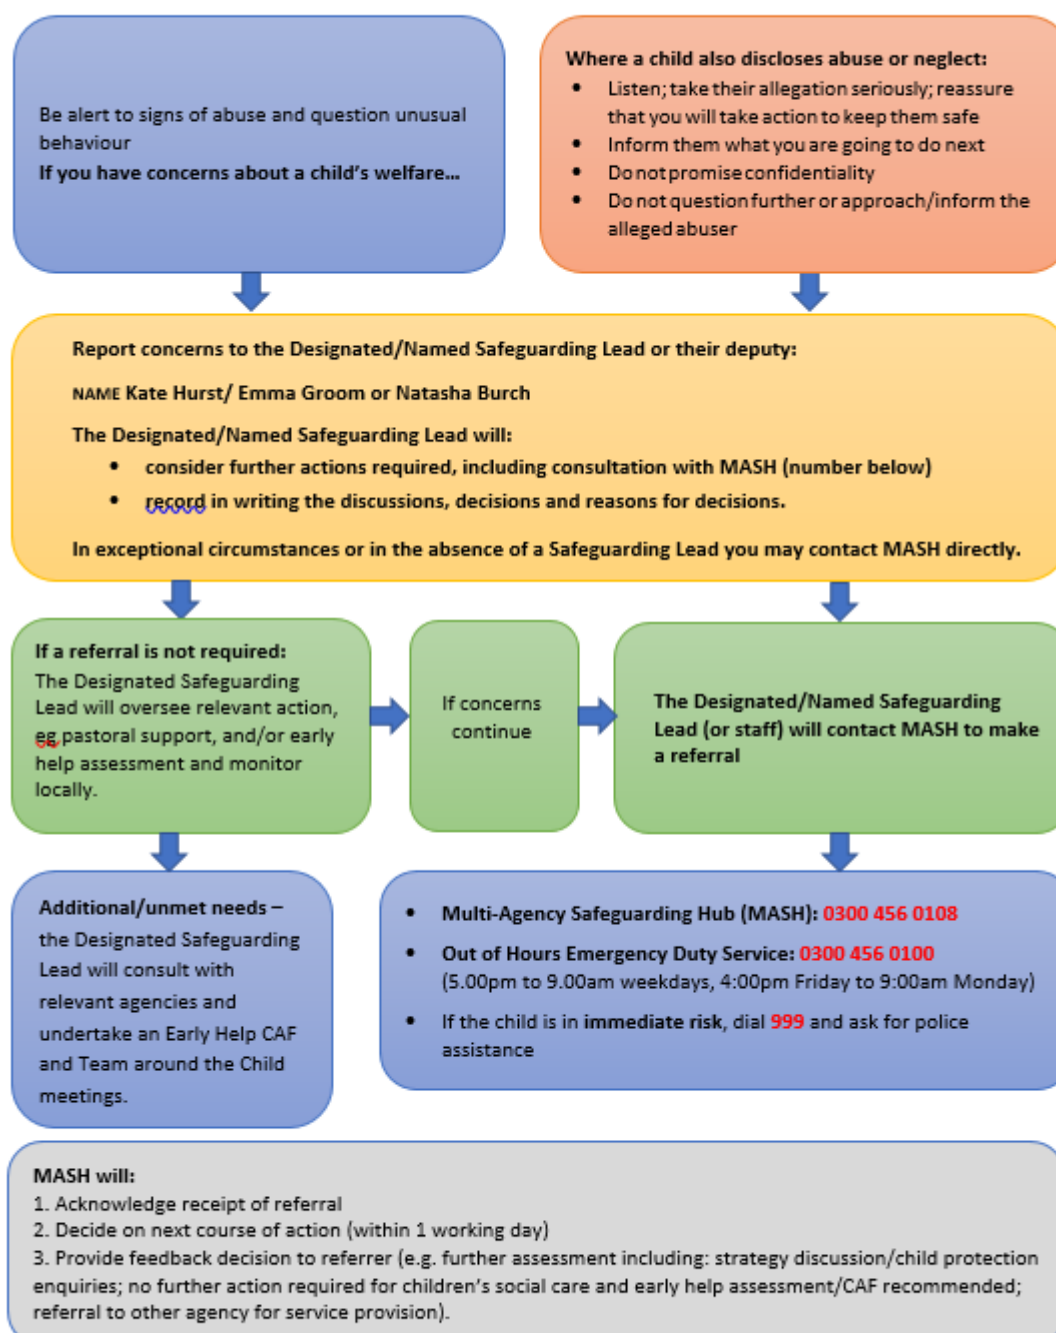 Be alert to signs of abuse and question unusual
behaviour
If you have concerns about a child's welfare...
Where a child also discloses abuse or neglect:
• Listen; take their allegation seriously; reassure
that you will take action to keep them safe
• Inform them what you are going to do next
• Do not promise confidentiality
• Do not question further or approach/inform the
alleged abuser
Report concerns to the Designated/Named Safeguarding Lead or their deputy:
NAME Kate Hurst/ Emma Groom or Natasha Burch
The Designated/Named Safeguarding Lead will:
• consider further actions required, including consultation with MASH (number below)
• record in writing the discussions, decisions and reasons for decisions.
In exceptional circumstances or in the absence of a Safeguarding Lead you may contact MASH directly.
If a referral is not required:
The Designated Safeguarding
Lead will oversee relevant action,
eg pastoral support, and/or early
help assessment and monitor
locally.
If concerns
continue
The Designated/Named Safeguarding
Lead (or staff) will contact MASH to make
a referral
Additional/unmet needs –
the Designated Safeguarding
Lead will consult with
relevant agencies and
undertake an Early Help CAF
and Team around the Child
meetings.
• Multi-Agency Safeguarding Hub (MASH): 0300 456 0108
• Out of Hours Emergency Duty Service: 0300 456 0100
(5.00pm to 9.00am weekdays, 4:00pm Friday to 9:00am Monday)
• If the child is in immediate risk, dial 999 and ask for police
assistance
MASH will:
1. Acknowledge receipt of referral
2. Decide on next course of action (within 1 working day)
3. Provide feedback decision to referrer (e.g. further assessment including: strategy discussion/child protection
enquiries; no further action required for children's social care and early help assessment/CAF recommended;
referral to other agency for service provision).